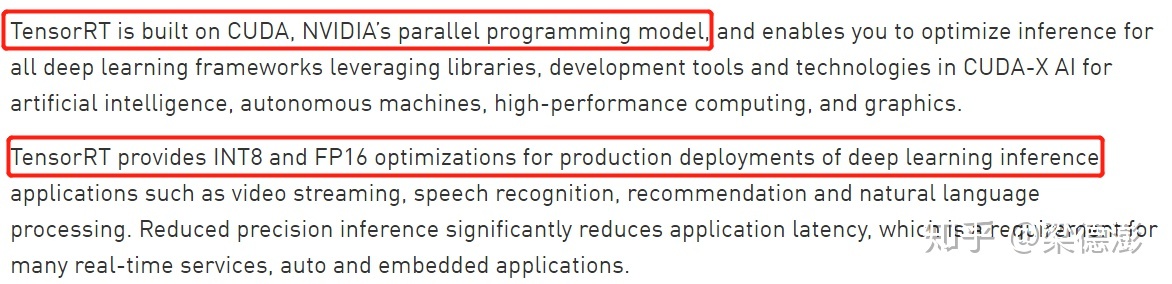 TensorRT is built on CUDA, NVIDIA's parallel programming model, and enables you to optimize inference for
all deep learning frameworks leveraging libraries, development tools and technologies in CUDA-X AI for
artificial intelligence, autonomous machines, high-performance computing, and graphics.
TensorRT provides INT8 and FP16 optimizations for production deployments of deep learning inference
applications such as video streaming, speech recognition, recommendation and natural language
processing. Reduced precision inference significantly reduces application latency, which is a requirement for
many real-time services, auto and embedded applications.
知乎 @梁德澎